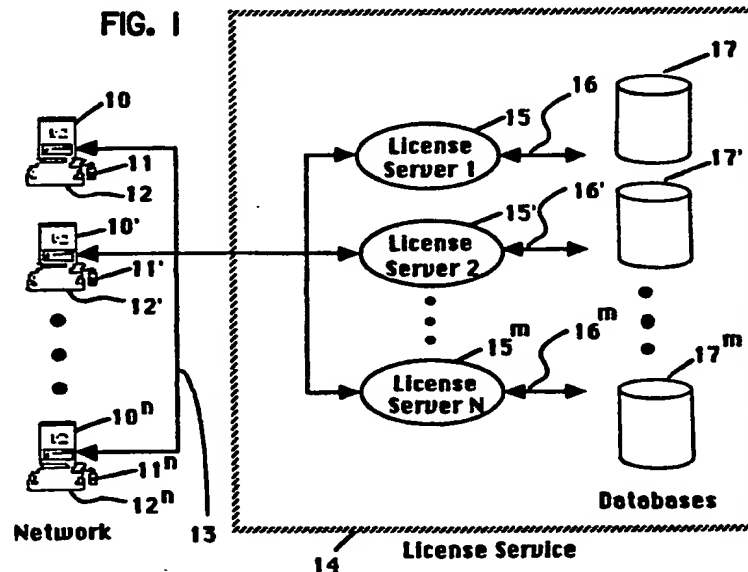 FIG. 1
10
11
12
10'
11'
12'
10ⁿ
11ⁿ
12ⁿ
Network
13
14
15
License
Server 1
16
17
15'
License
Server 2
16'
17'
15ᵐ
License
Server N
16ᵐ
17ᵐ
Databases
License Service